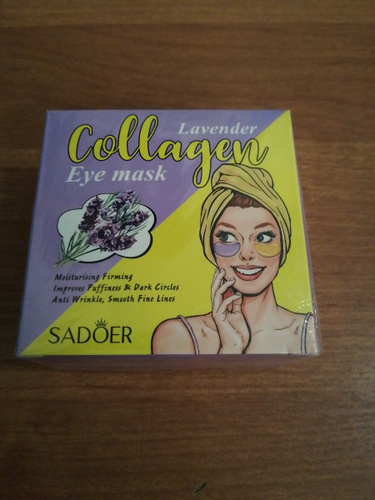 Lavender
Collagen
Eye mask
Moisturising Firming
Improves Puffiness & Dark Circles
Anti Wrinkle, Smooth Fine Lines
SADOER